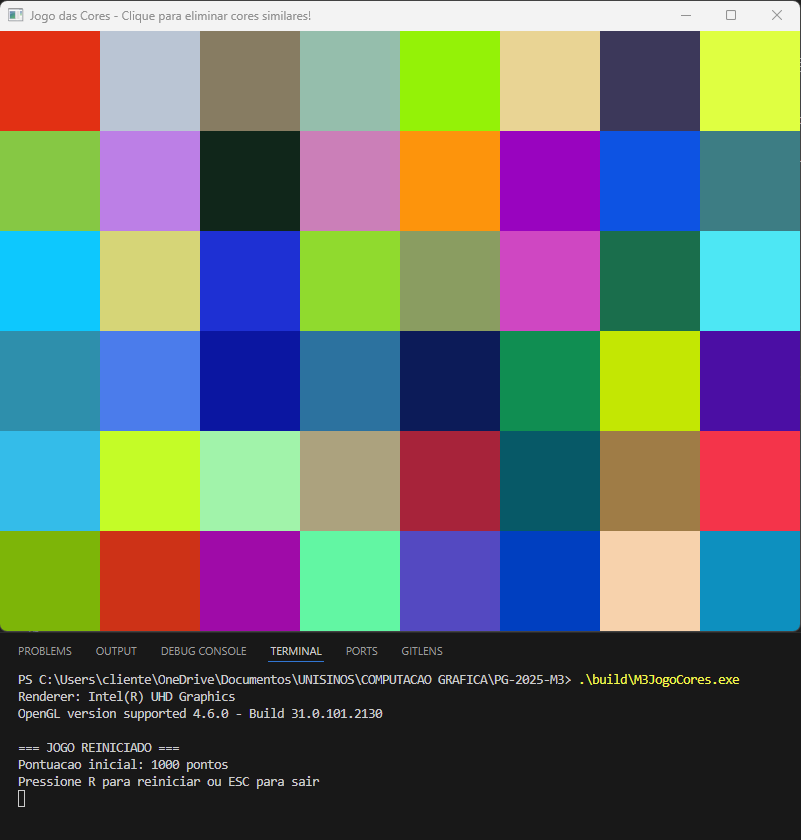 Jogo das Cores - Clique para eliminar cores similares!
PROBLEMS OUTPUT DEBUG CONSOLE TERMINAL PORTS GITLENS
PS C:\Users\cliente\OneDrive\Documentos\UNISINOS\COMPUTACAO GRAFICA\PG-2025-M3> .\build\M3JogoCores.exe
Renderer: Intel(R) UHD Graphics
OpenGL version supported 4.6.0 - Build 31.0.101.2130
=== JOGO REINICIADO ===
Pontuacao inicial: 1000 pontos
Pressione R para reiniciar ou ESC para sair